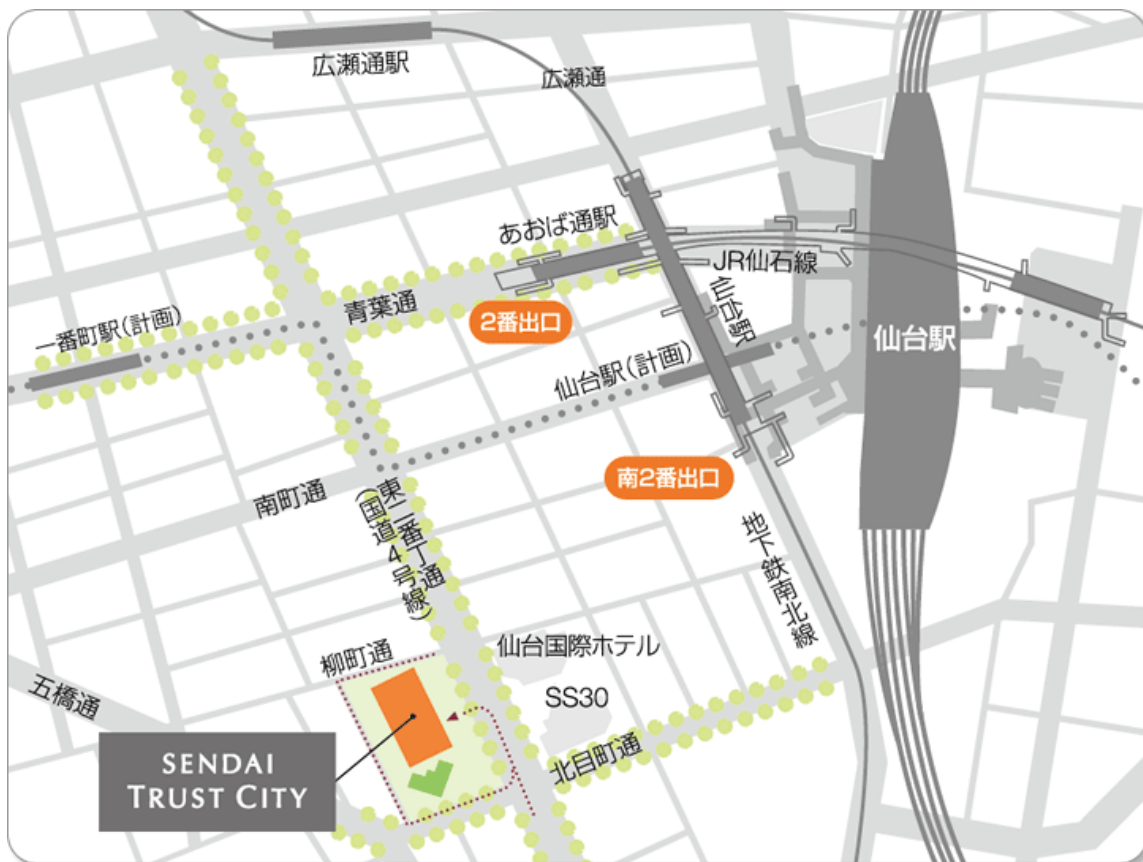 広瀬通駅
広瀬通
あおば通駅
JR仙石線
青葉通
2番出口
仙台駅
一番町駅(計画)
仙台駅(計画)
仙台駅
南2番出口
南町通
東二番丁通
(国道4号線)
地下鉄南北線
柳町通
仙台国際ホテル
五橋通
SS30
北目町通
SENDAI
TRUST CITY